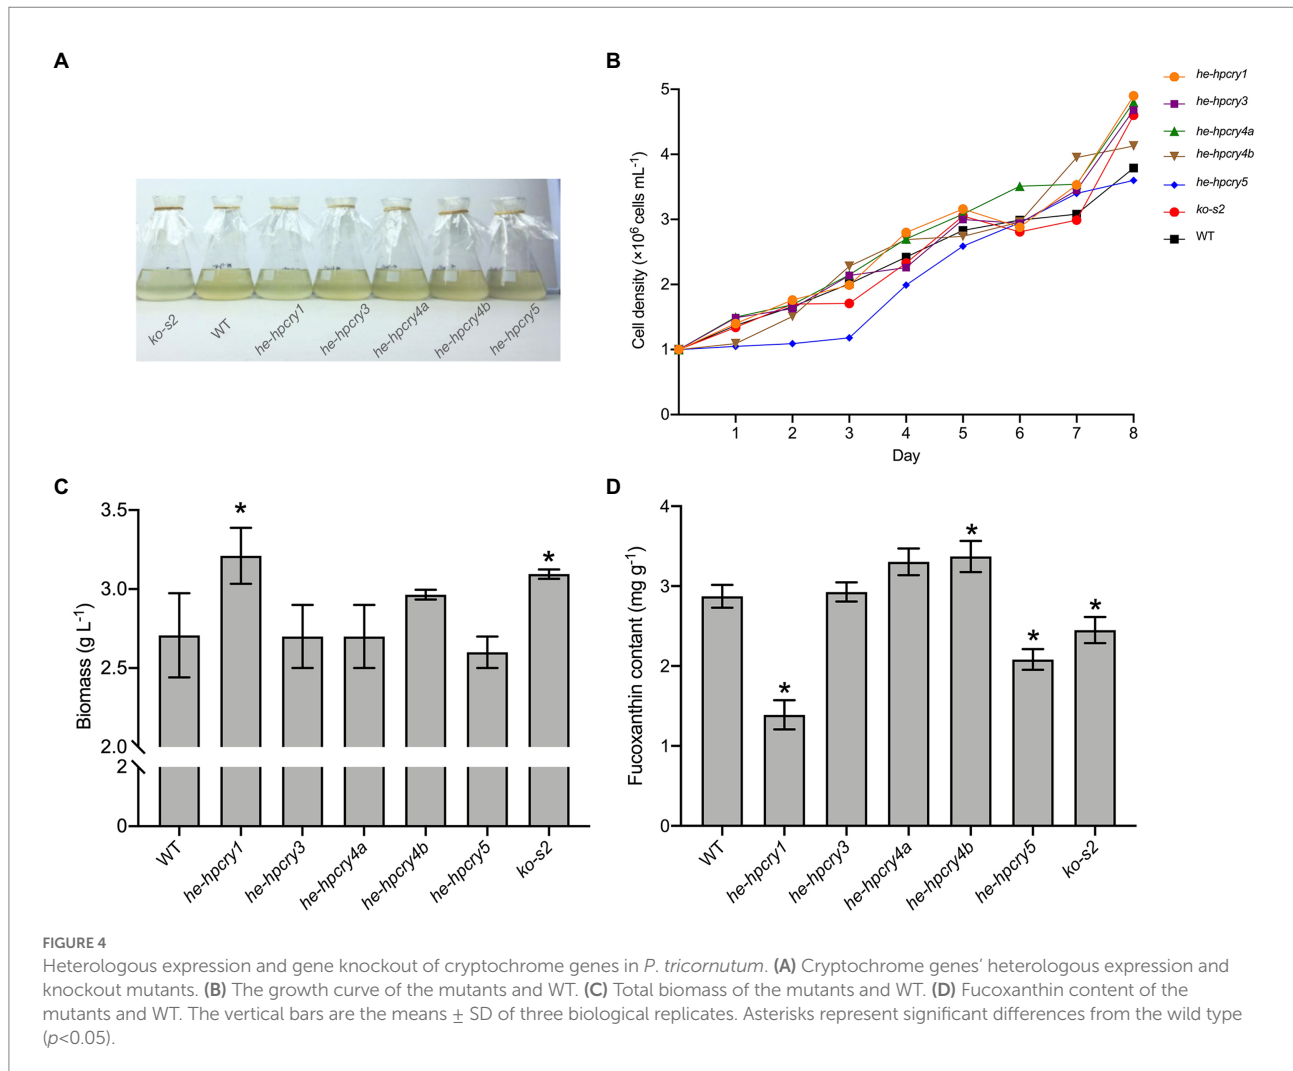 A
ko-s2
WT
he-hpcry1
he-hpcry3
he-hpcry4a
he-hpcry4b
he-hpcry5
B
Cell density (×10⁶ cells mL⁻¹)
5
4
3
2
1
0
1 2 3 4 5 6 7 8
Day
he-hpcry1
he-hpcry3
he-hpcry4a
he-hpcry4b
he-hpcry5
ko-s2
WT
C
Biomass (g L⁻¹)
3.5
3.0
2.5
2.0
2
0
* *
WT he-hpcry1 he-hpcry3 he-hpcry4a he-hpcry4b he-hpcry5 ko-s2
D
Fucoxanthin contant (mg g⁻¹)
4
3
2
1
0
* * * *
WT he-hpcry1 he-hpcry3 he-hpcry4a he-hpcry4b he-hpcry5 ko-s2
FIGURE 4
Heterologous expression and gene knockout of cryptochrome genes in P. tricornutum. (A) Cryptochrome genes' heterologous expression and
knockout mutants. (B) The growth curve of the mutants and WT. (C) Total biomass of the mutants and WT. (D) Fucoxanthin content of the
mutants and WT. The vertical bars are the means ± SD of three biological replicates. Asterisks represent significant differences from the wild type
(p<0.05).